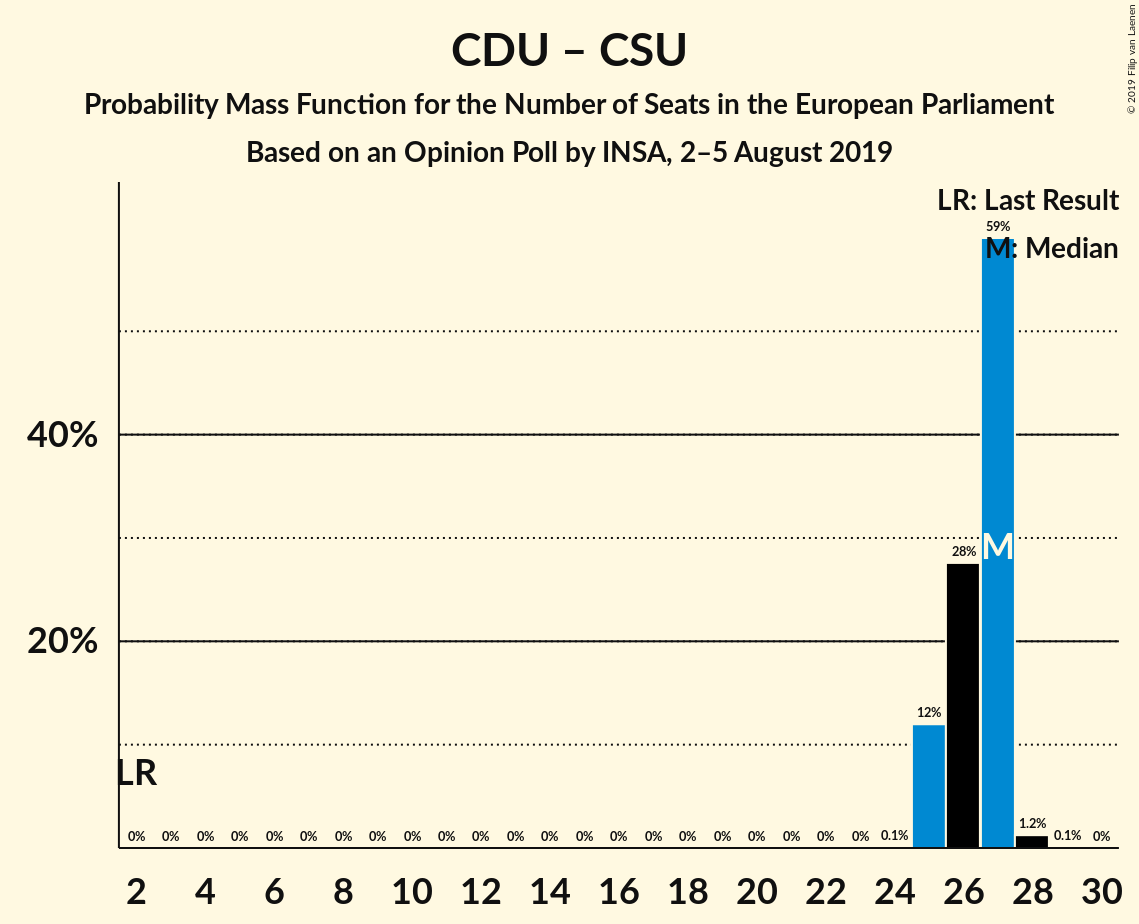 CDU – CSU
Probability Mass Function for the Number of Seats in the European Parliament
Based on an Opinion Poll by INSA, 2–5 August 2019
© 2019 Filip van Laenen
LR: Last Result
59%
M: Median
40%
M
28%
20%
12%
LR
1.2%
0% 0% 0% 0% 0% 0% 0% 0% 0% 0% 0% 0% 0% 0% 0% 0% 0% 0% 0% 0% 0% 0% 0.1% 0.1% 0%
2 4 6 8 10 12 14 16 18 20 22 24 26 28 30